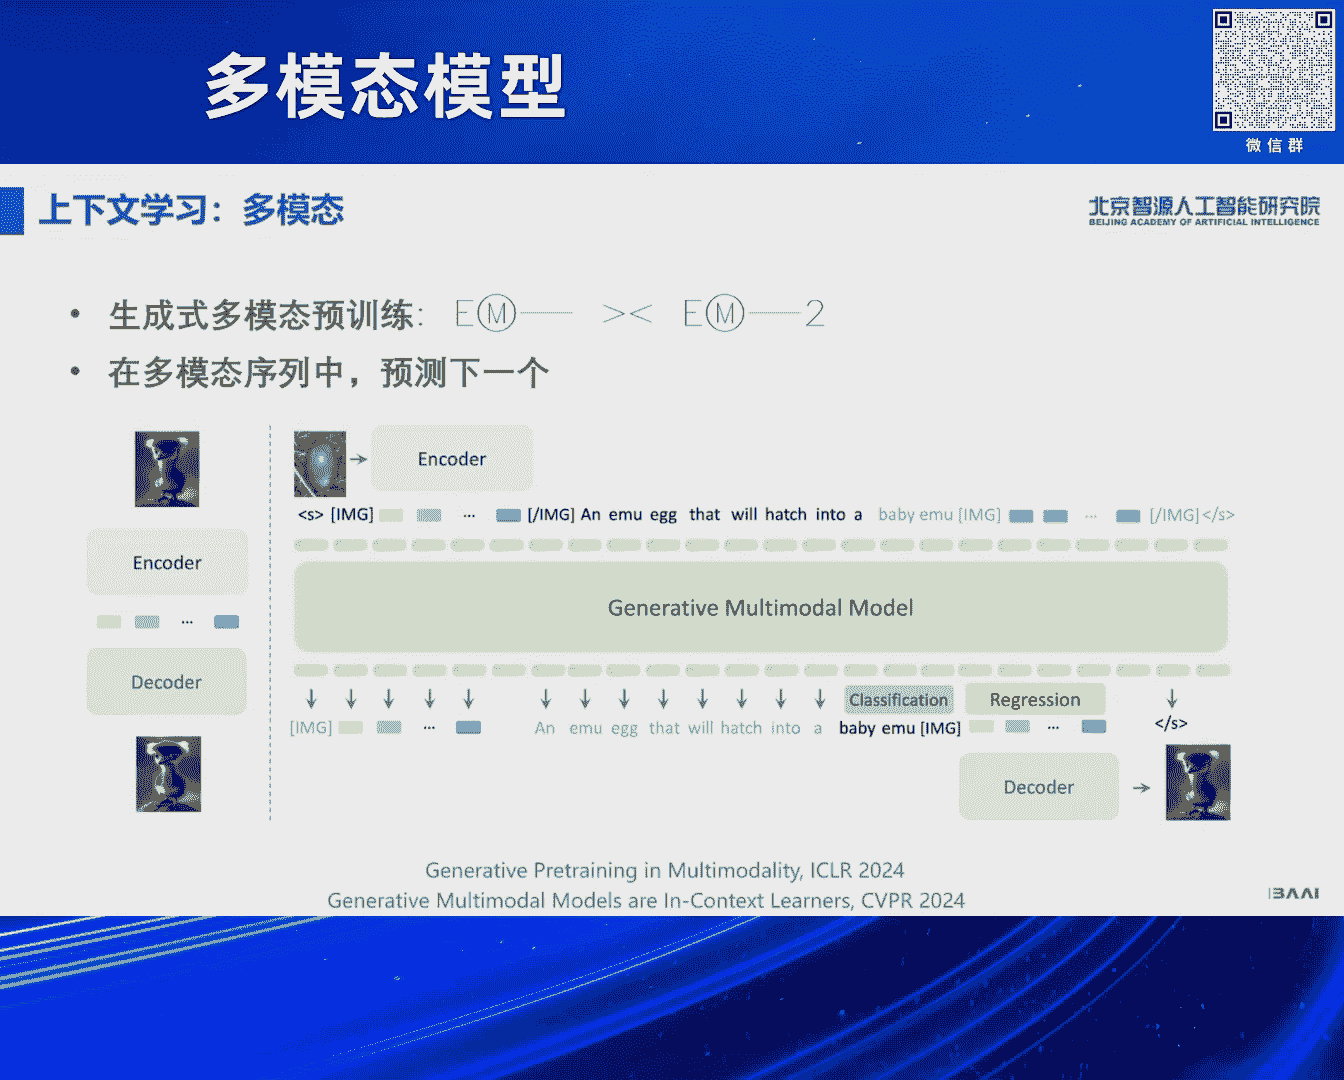 多模态模型
微信群
上下文学习：多模态
北京智源人工智能研究院
BEIJING ACADEMY OF ARTIFICIAL INTELLIGENCE
• 生成式多模态预训练： EⓂ— >< EⓂ—2
• 在多模态序列中，预测下一个
Encoder
...
Decoder
Encoder
<s> [IMG] ... [/IMG] An emu egg that will hatch into a baby emu [IMG] ... [/IMG] </s>
Generative Multimodal Model
Classification Regression
[IMG] ... An emu egg that will hatch into a baby emu [IMG] ... </s>
Decoder
Generative Pretraining in Multimodality, ICLR 2024
Generative Multimodal Models are In-Context Learners, CVPR 2024
BAAI